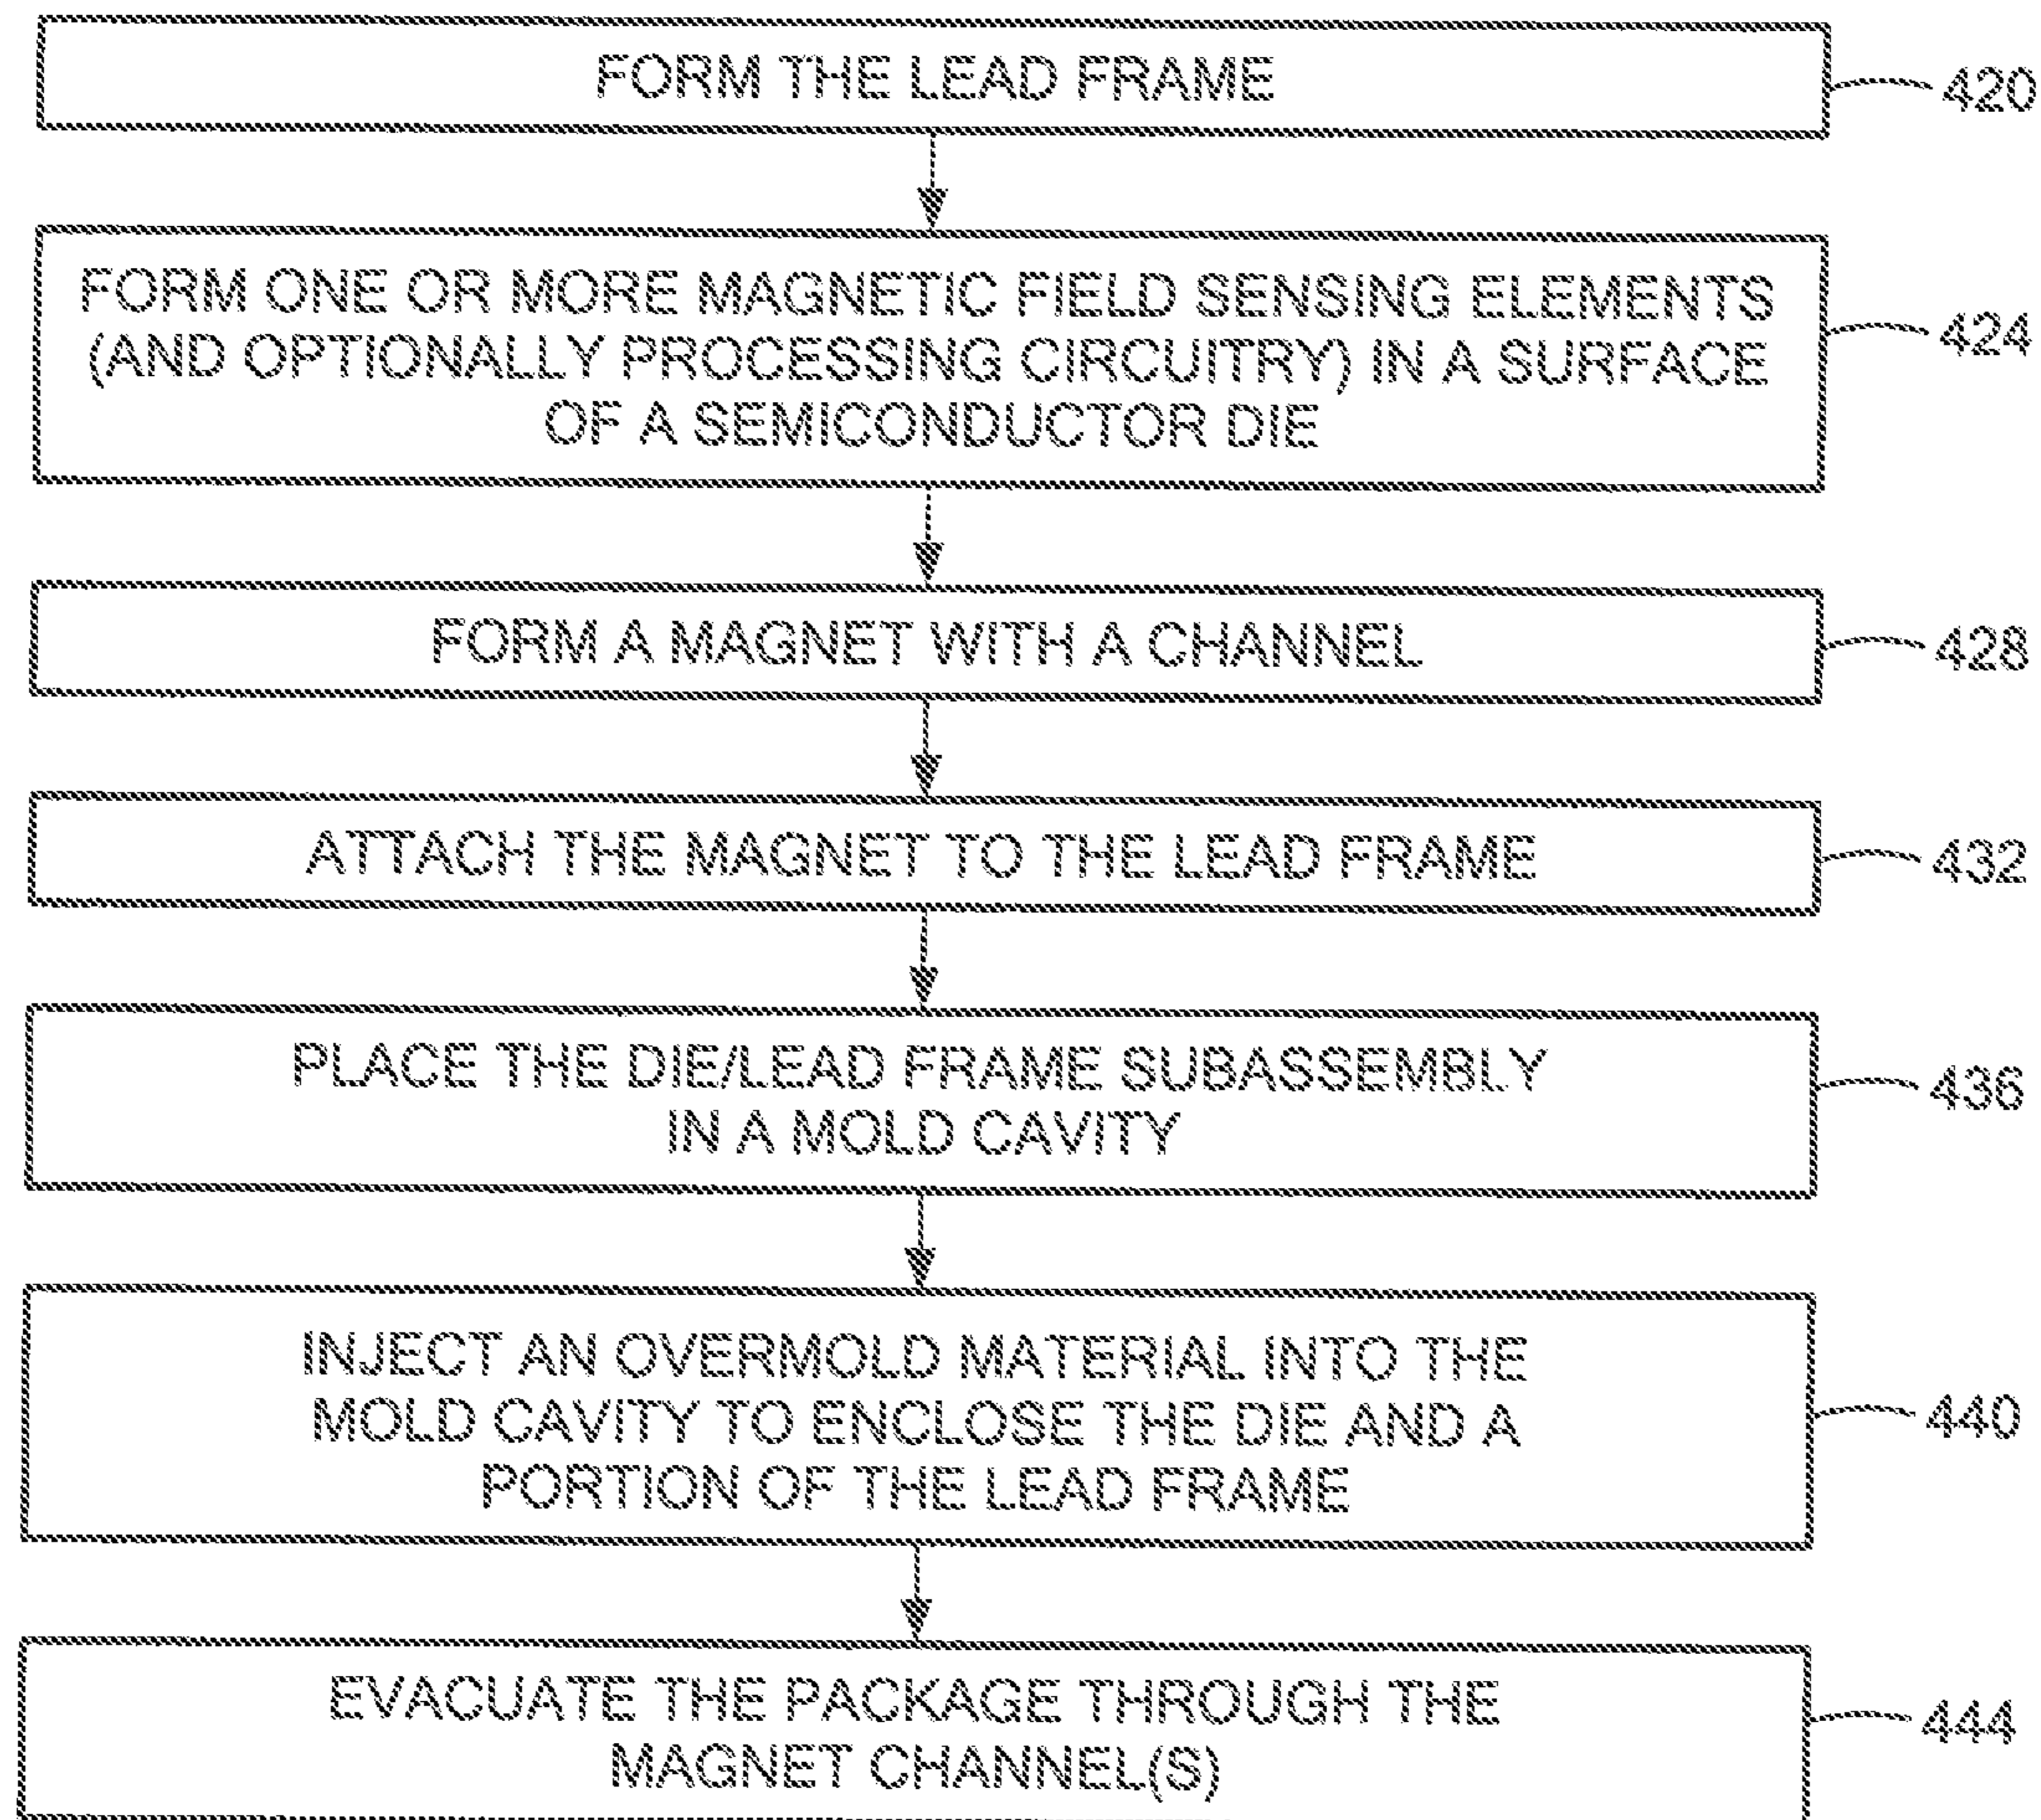 FORM THE LEAD FRAME
420
FORM ONE OR MORE MAGNETIC FIELD SENSING ELEMENTS
(AND OPTIONALLY PROCESSING CIRCUITRY) IN A SURFACE
OF A SEMICONDUCTOR DIE
424
FORM A MAGNET WITH A CHANNEL
428
ATTACH THE MAGNET TO THE LEAD FRAME
432
PLACE THE DIE/LEAD FRAME SUBASSEMBLY
IN A MOLD CAVITY
436
INJECT AN OVERMOLD MATERIAL INTO THE
MOLD CAVITY TO ENCLOSE THE DIE AND A
PORTION OF THE LEAD FRAME
440
EVACUATE THE PACKAGE THROUGH THE
MAGNET CHANNEL(S)
444